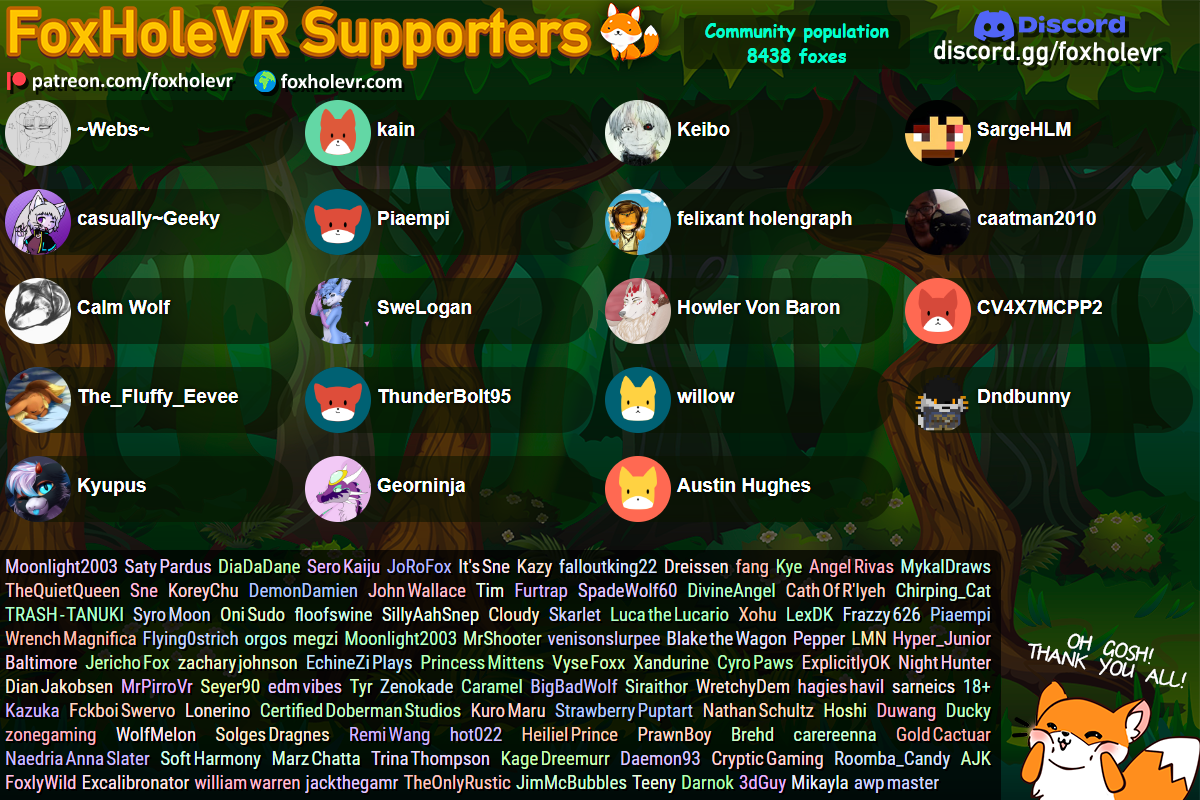 FoxHoleVR Supporters
Community population
8438 foxes
Discord
discord.gg/foxholevr
patreon.com/foxholevr foxholevr.com
~Webs~ kain Keibo SargeHLM
casually~Geeky Piaempi felixant holengraph caatman2010
Calm Wolf SweLogan Howler Von Baron CV4X7MCPP2
The_Fluffy_Eevee ThunderBolt95 willow Dndbunny
Kyupus Georninja Austin Hughes
Moonlight2003 Saty Pardus DiaDaDane Sero Kaiju JoRoFox It's Sne Kazy falloutking22 Dreissen fang Kye Angel Rivas MykalDraws
TheQuietQueen Sne KoreyChu DemonDamien John Wallace Tim Furtrap SpadeWolf60 DivineAngel Cath Of R'lyeh Chirping_Cat
TRASH-TANUKI Syro Moon Oni Sudo floofswine SillyAahSnep Cloudy Skarlet Luca the Lucario Xohu LexDK Frazzy 626 Piaempi
Wrench Magnifica Flying0strich orgos megzi Moonlight2003 MrShooter venisonslurpee Blake the Wagon Pepper LMN Hyper_Junior
Baltimore Jericho Fox zachary johnson EchineZi Plays Princess Mittens Vyse Foxx Xandurine Cyro Paws ExplicitlyOK Night Hunter
Dian Jakobsen MrPirroVr Seyer90 edm vibes Tyr Zenokade Caramel BigBadWolf Siraithor WretchyDem hagies havil sarneics 18+
Kazuka Fckboi Swervo Lonerino Certified Doberman Studios Kuro Maru Strawberry Puptart Nathan Schultz Hoshi Duwang Ducky
zonegaming WolfMelon Solges Dragnes Remi Wang hot022 Heiliel Prince PrawnBoy Brehd carereenna Gold Cactuar
Naedria Anna Slater Soft Harmony Marz Chatta Trina Thompson Kage Dreemurr Daemon93 Cryptic Gaming Roomba_Candy AJK
FoxlyWild Excalibronator william warren jackthegamr TheOnlyRustic JimMcBubbles Teeny Darnok 3dGuy Mikayla awp master
OH GOSH!
THANK YOU ALL!